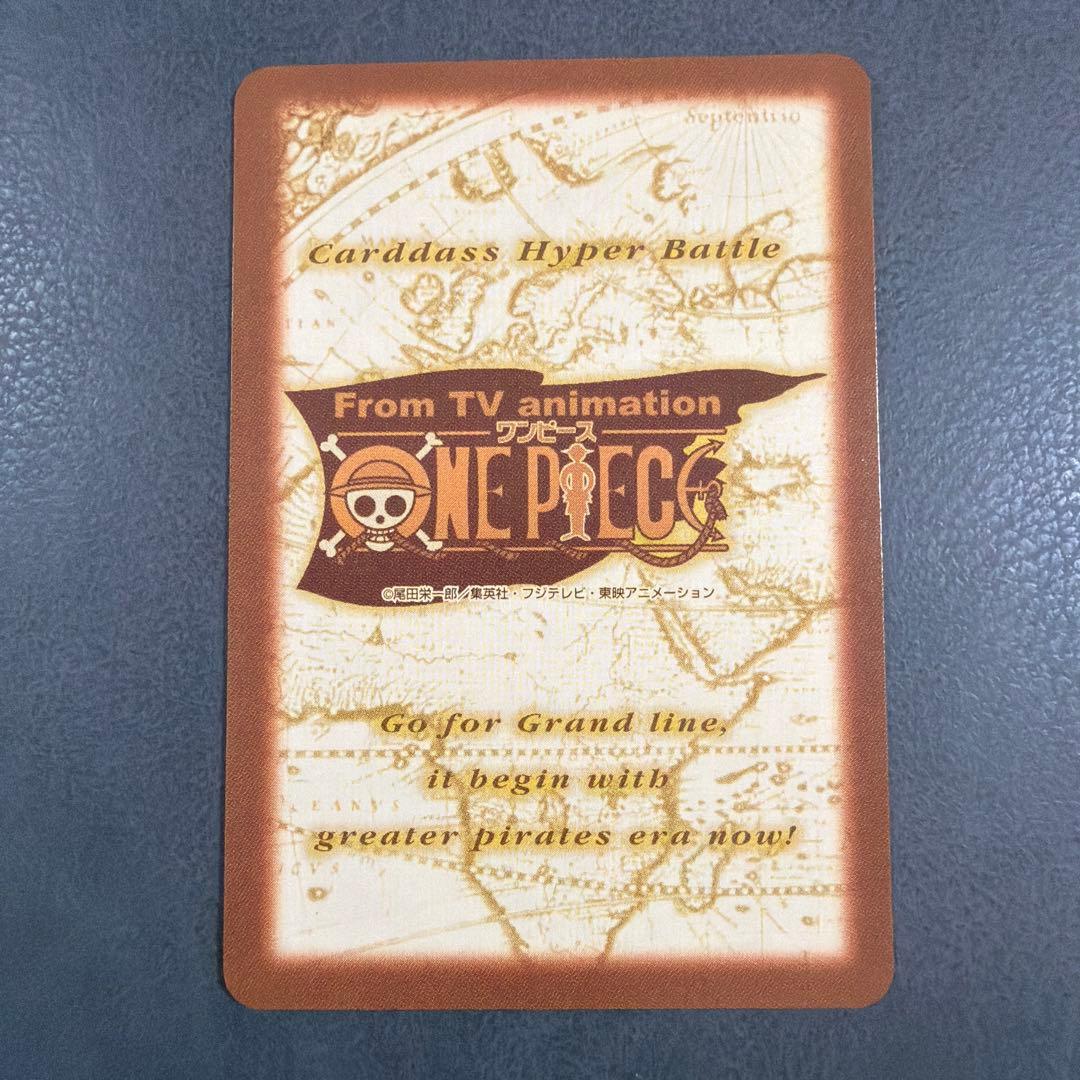 Septentrio
Carddass Hyper Battle
From TV animation
ワンピース
ONE PIECE
©尾田栄一郎/集英社・フジテレビ・東映アニメーション
Go for Grand line,
it begin with
greater pirates era now!